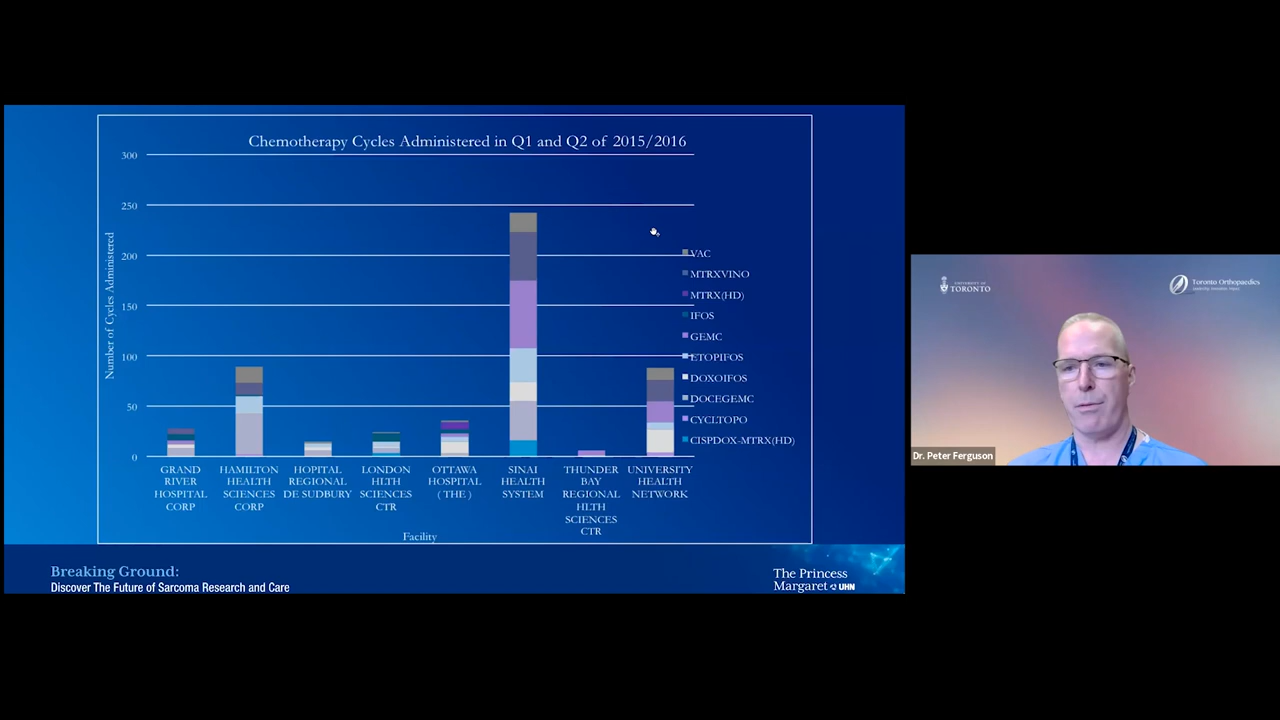 Chemotherapy Cycles Administered in Q1 and Q2 of 2015/2016
300
250
200
150
100
50
0
Number of Cycles Administered
VAC
MTRXVINO
MTRX(HD)
IFOS
GEMC
ETOPIFOS
DOXOIFOS
DOCEGEMC
CYCLTOPO
CISPDOX-MTRX(HD)
GRAND
RIVER
HOSPITAL
CORP
HAMILTON
HEALTH
SCIENCES
CORP
HOPITAL
REGIONAL
DE SUDBURY
LONDON
HLTH
SCIENCES
CTR
OTTAWA
HOSPITAL
( THE )
SINAI
HEALTH
SYSTEM
THUNDER
BAY
REGIONAL
HLTH
SCIENCES
CTR
UNIVERSITY
HEALTH
NETWORK
Facility
Breaking Ground:
Discover The Future of Sarcoma Research and Care
The Princess
Margaret UHN
UNIVERSITY OF
TORONTO
Toronto Orthopaedics
Dr. Peter Ferguson